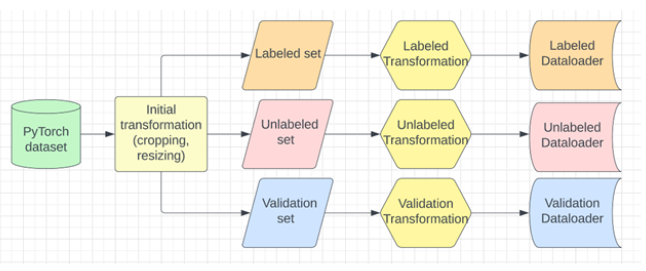 PyTorch
dataset
Initial
transformation
(cropping,
resizing)
Labeled set
Labeled
Transformation
Labeled
Dataloader
Unlabeled
set
Unlabeled
Transformation
Unlabeled
Dataloader
Validation
set
Validation
Transformation
Validation
Dataloader